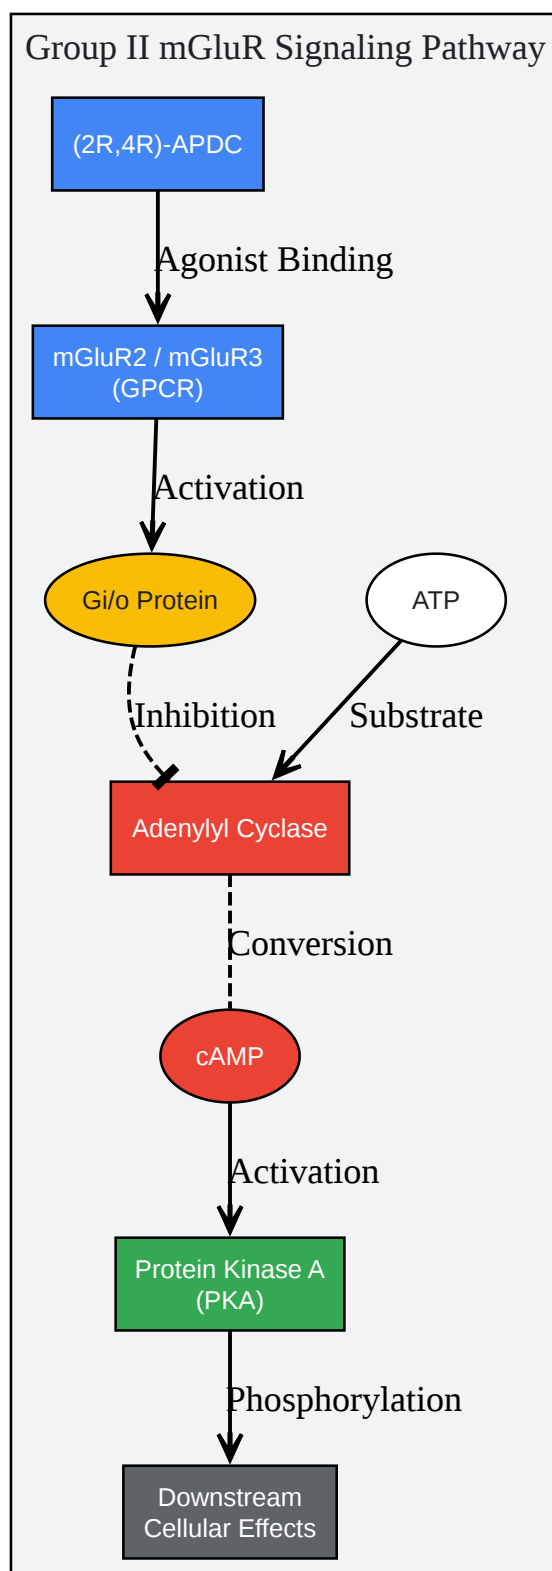 Group II mGluR Signaling Pathway
(2R,4R)-APDC
Agonist Binding
mGluR2 / mGluR3
(GPCR)
Activation
Gi/o Protein
ATP
Inhibition
Substrate
Adenylyl Cyclase
Conversion
cAMP
Activation
Protein Kinase A
(PKA)
Phosphorylation
Downstream
Cellular Effects